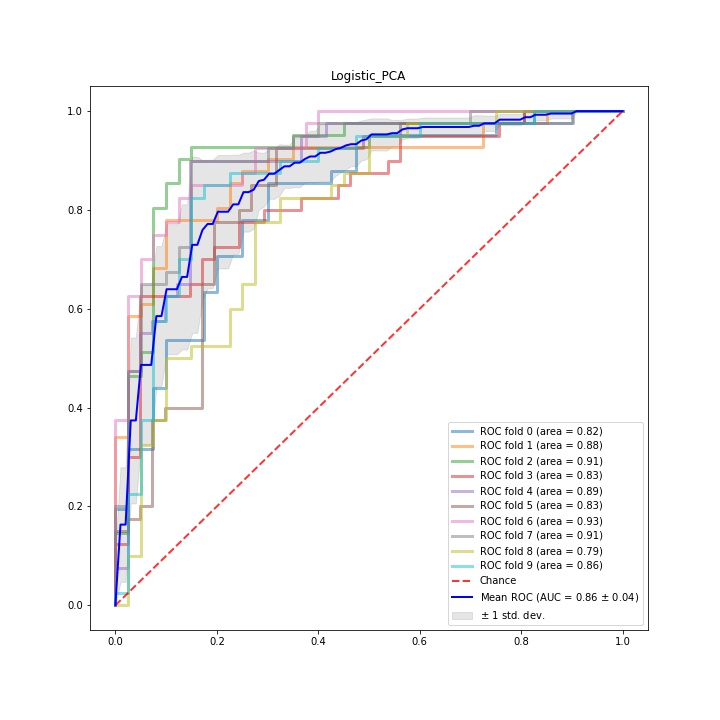 Logistic_PCA
1.0
0.8
0.6
0.4
0.2
0.0
ROC fold 0 (area = 0.82)
ROC fold 1 (area = 0.88)
ROC fold 2 (area = 0.91)
ROC fold 3 (area = 0.83)
ROC fold 4 (area = 0.89)
ROC fold 5 (area = 0.83)
ROC fold 6 (area = 0.93)
ROC fold 7 (area = 0.91)
ROC fold 8 (area = 0.79)
ROC fold 9 (area = 0.86)
Chance
Mean ROC (AUC = 0.86 ± 0.04)
± 1 std. dev.
0.0 0.2 0.4 0.6 0.8 1.0